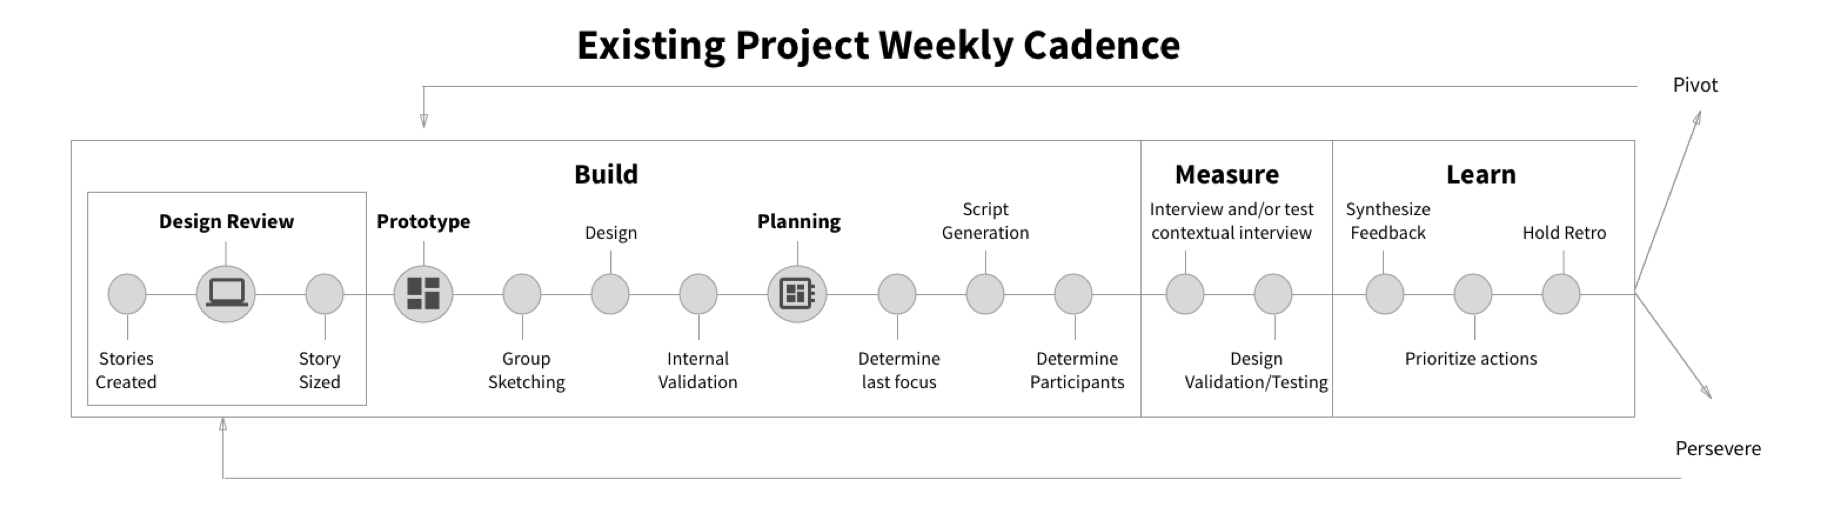 Existing Project Weekly Cadence
Pivot
Build
Measure
Learn
Design Review
Prototype
Design
Planning
Script
Generation
Interview and/or test
contextual interview
Synthesize
Feedback
Hold Retro
Stories
Created
Story
Sized
Group
Sketching
Internal
Validation
Determine
last focus
Determine
Participants
Design
Validation/Testing
Prioritize actions
Persevere